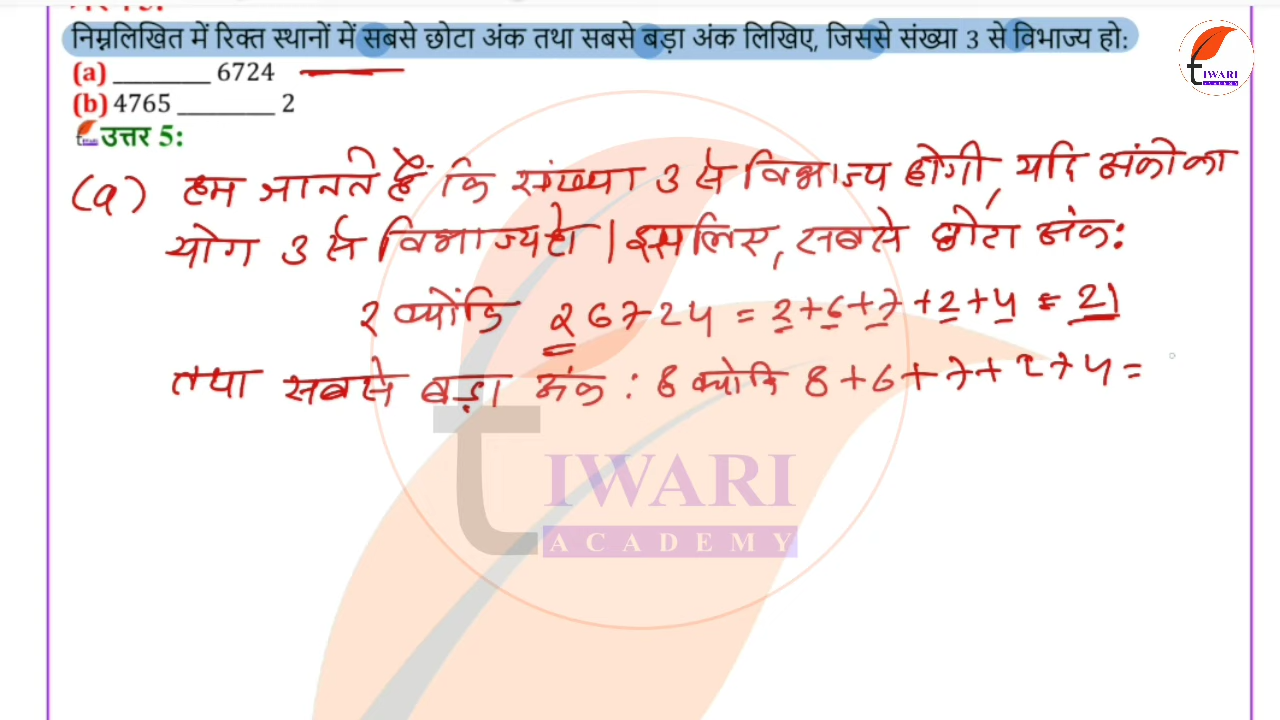 निम्नलिखित में रिक्त स्थानों में सबसे छोटा अंक तथा सबसे बड़ा अंक लिखिए, जिससे संख्या 3 से विभाज्य हो:
(a) ________ 6724
(b) 4765 ________ 2
उत्तर 5:
(a) हम जानते हैं कि संख्या 3 से विभाज्य होगी, यदि अंकों का
योग 3 से विभाज्य हो। इसलिए, सबसे छोटा अंक:
2 क्योंकि 26724 = 2+6+7+2+4 = 21
तथा सबसे बड़ा अंक: 8 क्योकि 8+6+7+2+4=
t IWARI
ACADEMY
tIWARI
ACADEMY